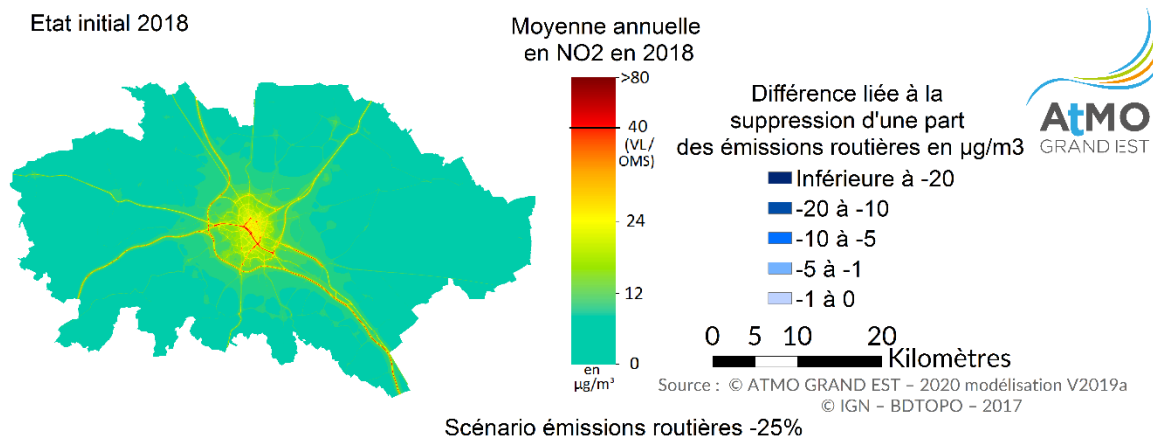 Etat initial 2018
Moyenne annuelle
en NO2 en 2018
>80
40
(VL/
OMS)
24
12
0
en
µg/m³
Différence liée à la
suppression d'une part
des émissions routières en µg/m3
Inférieure à -20
-20 à -10
-10 à -5
-5 à -1
-1 à 0
0 5 10 20
Kilomètres
AtMO
GRAND EST
Source : © ATMO GRAND EST – 2020 modélisation V2019a
© IGN – BDTOPO – 2017
Scénario émissions routières -25%